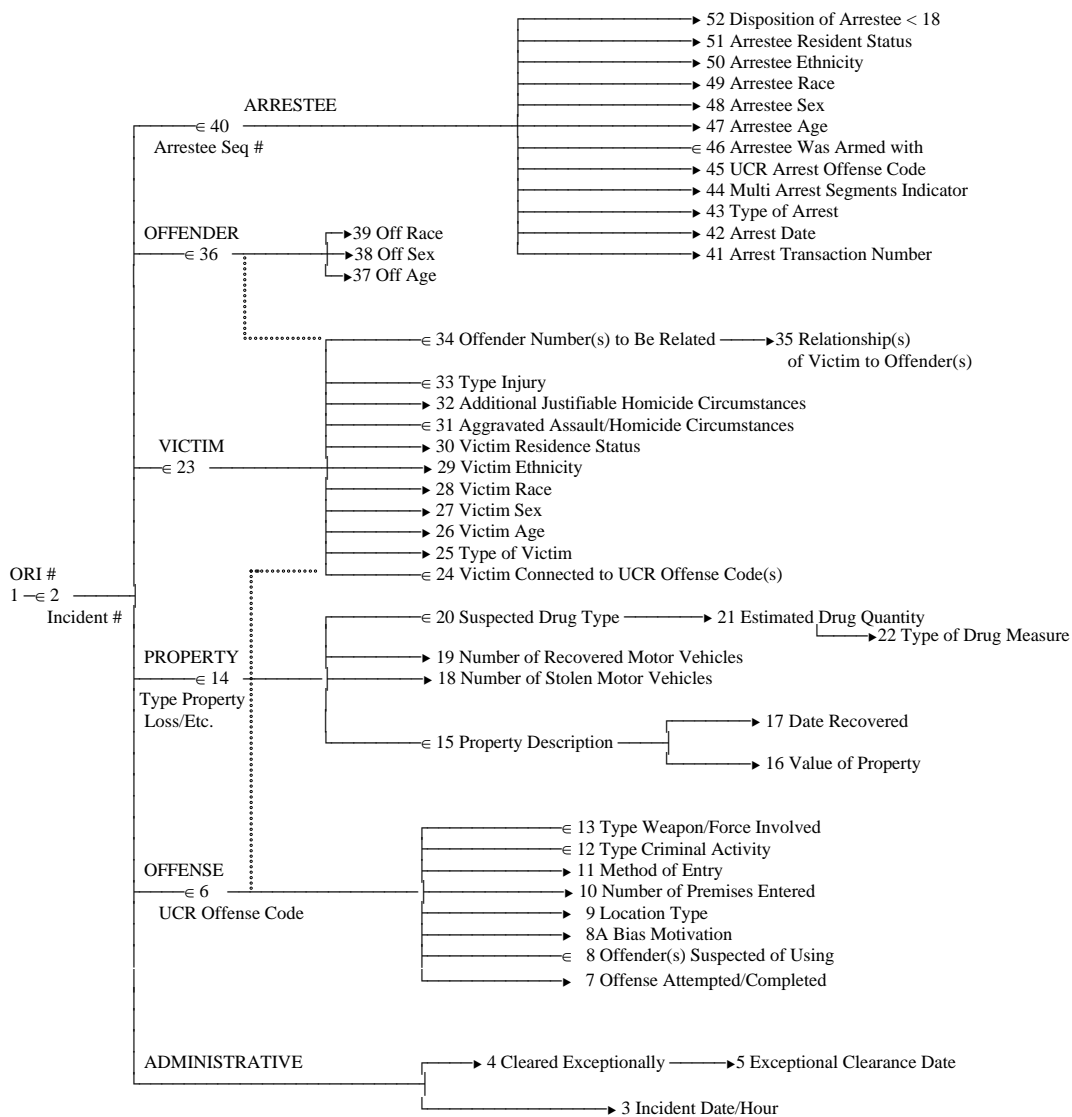 52 Disposition of Arrestee < 18
51 Arrestee Resident Status
50 Arrestee Ethnicity
49 Arrestee Race
48 Arrestee Sex
ARRESTEE
∈ 40
47 Arrestee Age
Arrestee Seq #
∈ 46 Arrestee Was Armed with
45 UCR Arrest Offense Code
44 Multi Arrest Segments Indicator
43 Type of Arrest
42 Arrest Date
41 Arrest Transaction Number
OFFENDER
∈ 36
39 Off Race
38 Off Sex
37 Off Age
∈ 34 Offender Number(s) to Be Related
35 Relationship(s)
of Victim to Offender(s)
∈ 33 Type Injury
32 Additional Justifiable Homicide Circumstances
∈ 31 Aggravated Assault/Homicide Circumstances
30 Victim Residence Status
VICTIM
∈ 23
29 Victim Ethnicity
28 Victim Race
27 Victim Sex
26 Victim Age
25 Type of Victim
∈ 24 Victim Connected to UCR Offense Code(s)
ORI #
1 ∈ 2
Incident #
∈ 20 Suspected Drug Type
21 Estimated Drug Quantity
22 Type of Drug Measure
PROPERTY
∈ 14
Type Property
Loss/Etc.
19 Number of Recovered Motor Vehicles
18 Number of Stolen Motor Vehicles
∈ 15 Property Description
17 Date Recovered
16 Value of Property
OFFENSE
∈ 6
UCR Offense Code
∈ 13 Type Weapon/Force Involved
∈ 12 Type Criminal Activity
11 Method of Entry
10 Number of Premises Entered
9 Location Type
8A Bias Motivation
∈ 8 Offender(s) Suspected of Using
7 Offense Attempted/Completed
ADMINISTRATIVE
4 Cleared Exceptionally
5 Exceptional Clearance Date
3 Incident Date/Hour